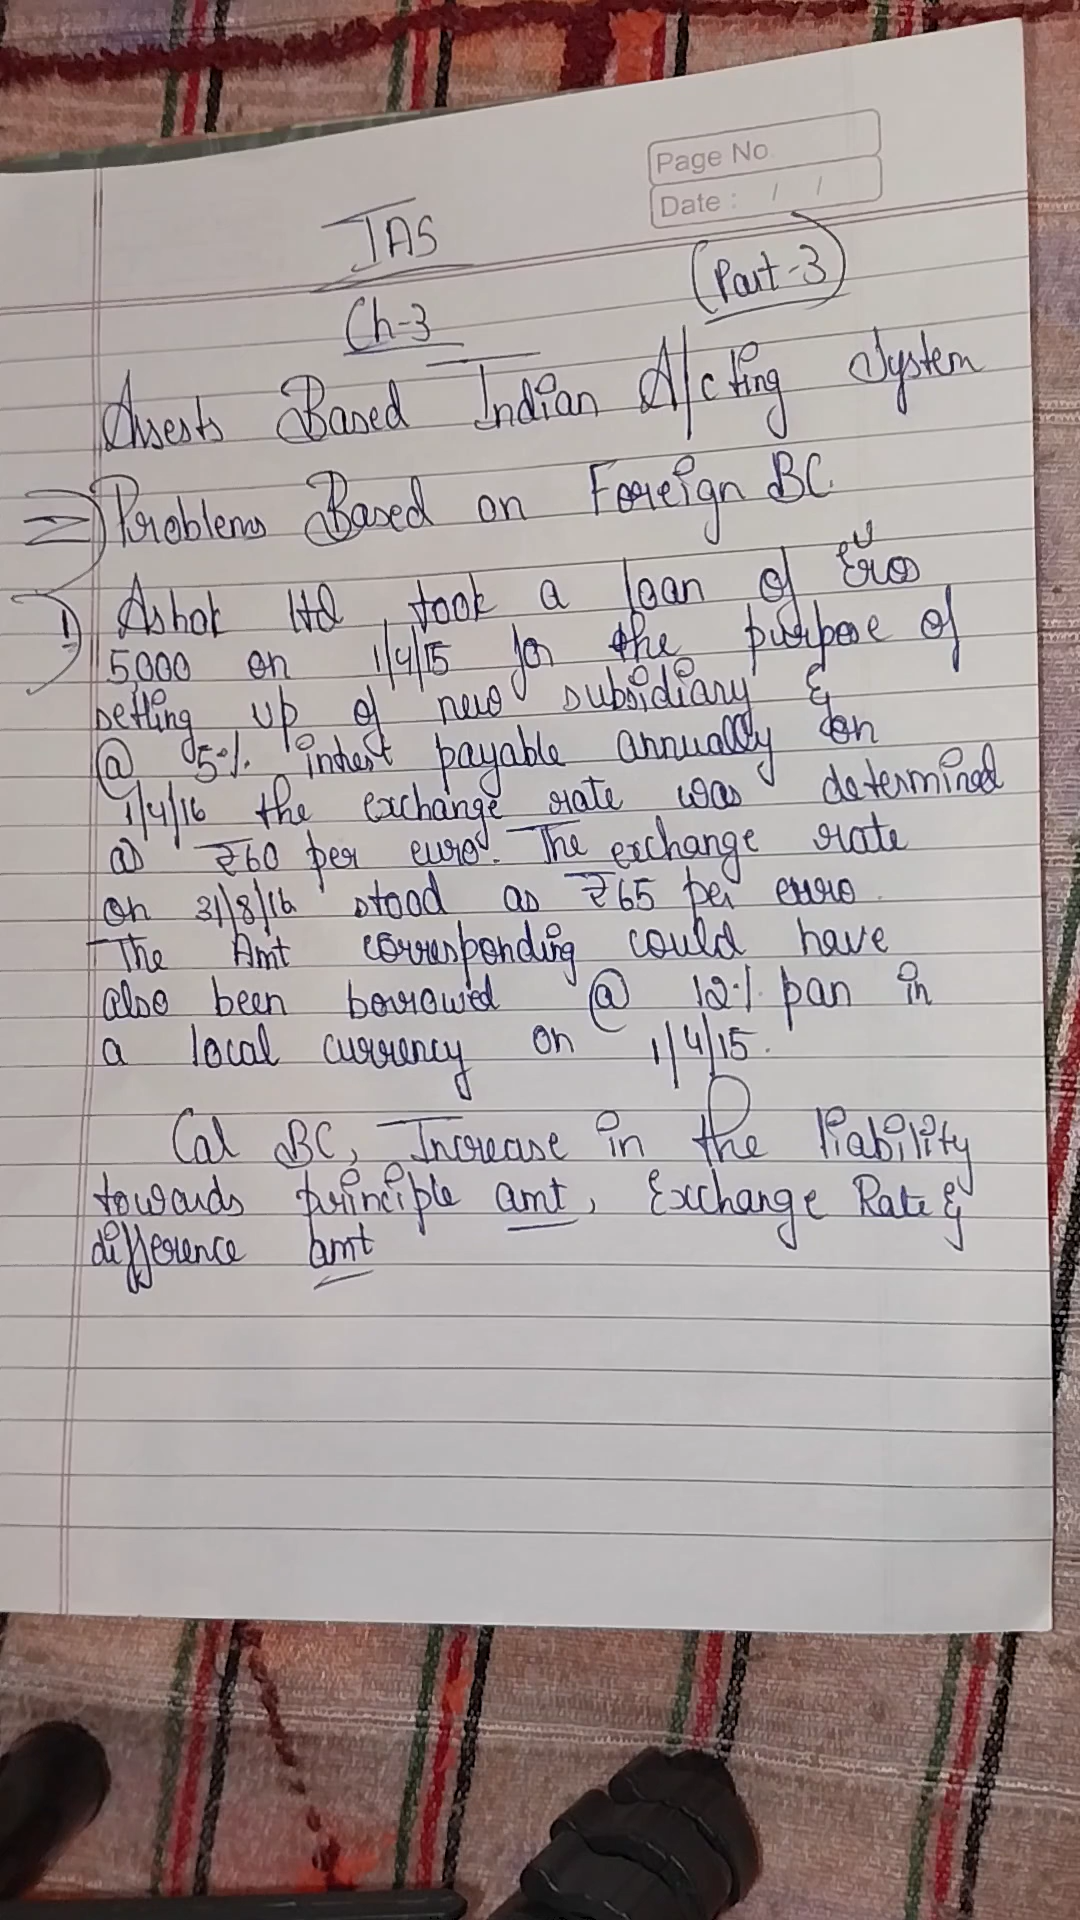 Page No.
Date : / /
IAS
(Part-3)
Ch-3
Assests Based Indian A/cting System
Problems Based on Foreign BC.
1) Ashok ltd took a loan of Euros
5000 on 1/4/15 for the purpose of
setting up of new subsidiary &
@ 5% interst payable annually on
1/4/16 the exchange rate was determined
as ₹60 per euro. The exchange rate
on 31/8/16 stood as ₹65 per euro.
The Amt corresponding could have
also been borrowed @ 12% pan in
a local currency on 1/4/15.
Cal BC, Increase in the liability
towards principle amt, Exchange Rate &
difference amt